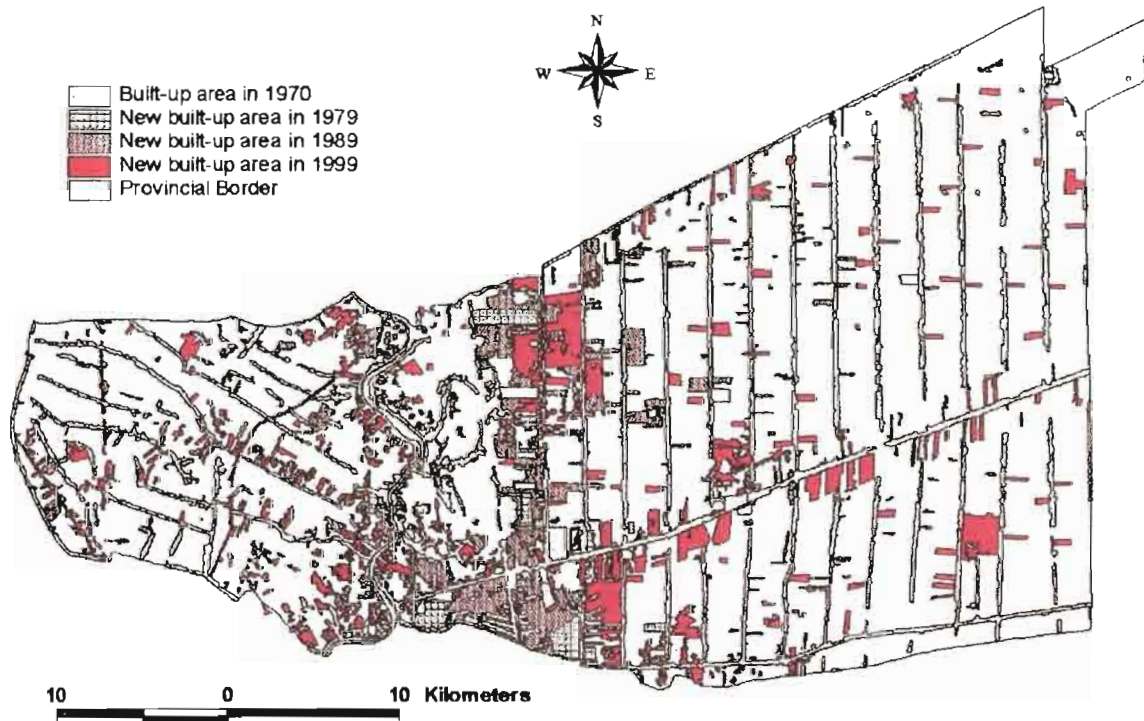 N
W E
S
Built-up area in 1970
New built-up area in 1979
New built-up area in 1989
New built-up area in 1999
Provincial Border
10 0 10 Kilometers